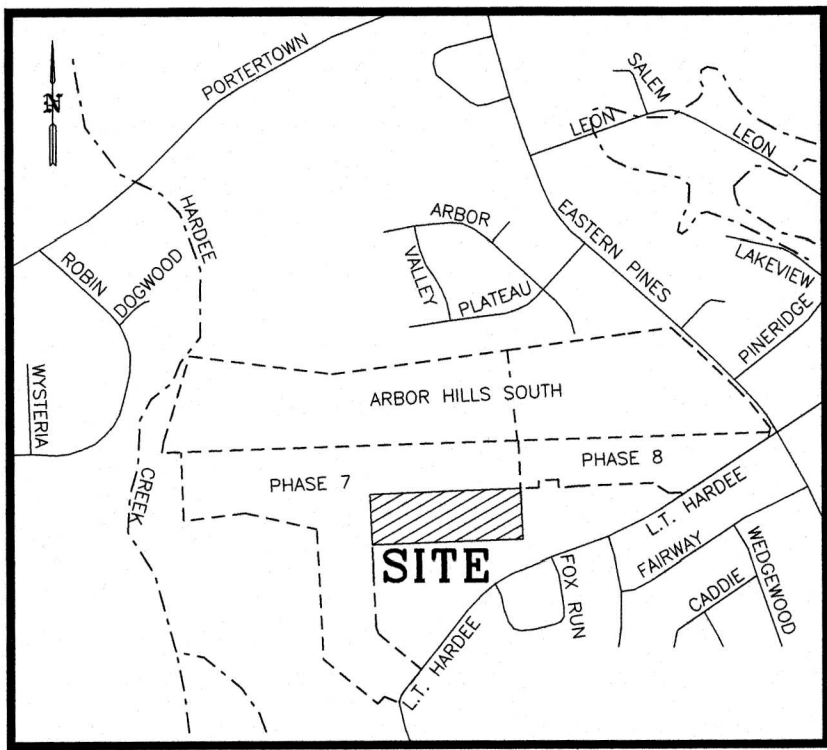 PORTERTOWN
SALEM
LEON
LEON
N
HARDEE
ARBOR
EASTERN PINES
VALLEY
LAKEVIEW
ROBIN
DOGWOOD
PLATEAU
PINERIDGE
WYSTERIA
ARBOR HILLS SOUTH
PHASE 7
PHASE 8
CREEK
L.T. HARDEE
SITE
FAIRWAY
FOX RUN
WEDGEWOOD
CADDIE
L.T. HARDEE